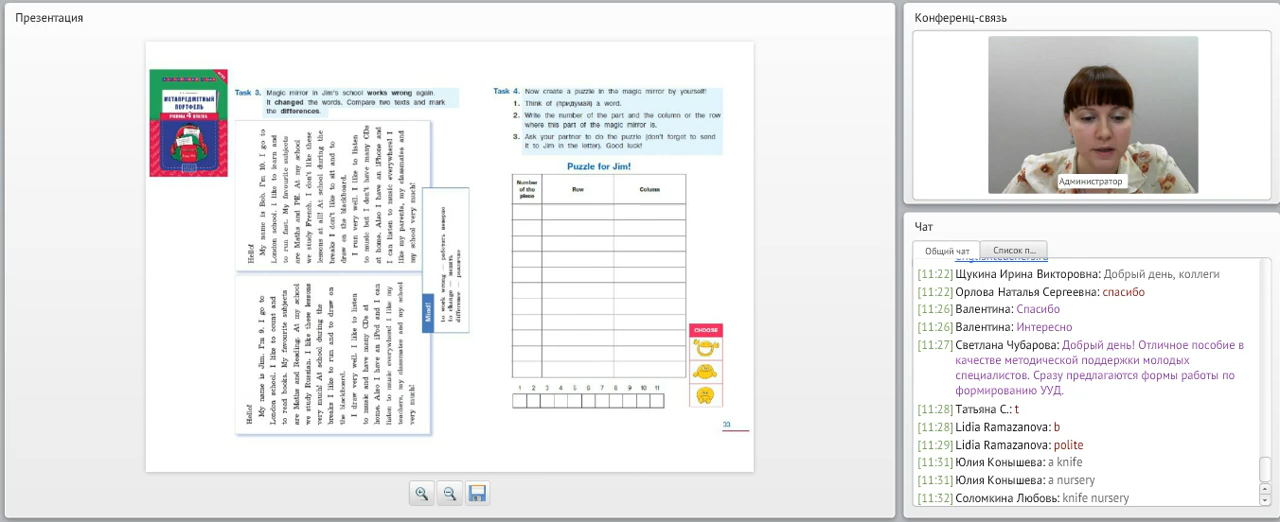 Презентация
МЕТАПРЕДМЕТНЫЙ
ПОРТФЕЛЬ
Task 3. Magic mirror in Jim's school works wrong again.
It changed the words. Compare two texts and mark
the differences.
Hello!
My name is Bob. I'm 10. I go to
London school. I like to learn and
to run fast. My favourite subjects
are Maths and PE. At my school
we study French. I don't like these
lessons at all! At school during the
breaks I don't like to sit and to
draw on the blackboard.
I run very well. I like to listen
to music but I don't have many CDs
at home. Also I have an iPhone and
I can listen to music everywhere! I
like my parents, my classmates and
my school very much!
Hello!
My name is Jim. I'm 9. I go to
London school. I like to count and
to read books. My favourite subjects
are Maths and Reading. At my school
we study Russian. I like these lessons
very much! At school during the
breaks I like to run and to draw on
the blackboard.
I draw very well. I like to listen
to music and have many CDs at
home. Also I have an iPod and I can
listen to music everywhere! I like my
teachers, my classmates and my school
very much!
Mind!
to work wrong — работать неверно
to change — менять
difference — различие
Task 4. Now create a puzzle in the magic mirror by yourself!
1. Think of (придумай) a word.
2. Write the number of the part and the column or the row
where this part of the magic mirror is.
3. Ask your partner to do the puzzle (don't forget to send
it to Jim in the letter). Good luck!
Puzzle for Jim!
Number of the piece Row Column
1 2 3 4 5 6 7 8 9 10 11
CHOOSE
33
Конференц-связь
Администратор
Чат
Общий чат Список п...
[11:22] Щукина Ирина Викторовна: Добрый день, коллеги
[11:22] Орлова Наталья Сергеевна: спасибо
[11:26] Валентина: Спасибо
[11:26] Валентина: Интересно
[11:27] Светлана Чубарова: Добрый день! Отличное пособие в
качестве методической поддержки молодых
специалистов. Сразу предлагаются формы работы по
формированию УУД.
[11:28] Татьяна С.: t
[11:28] Lidia Ramazanova: b
[11:29] Lidia Ramazanova: polite
[11:31] Юлия Конышева: a knife
[11:31] Юлия Конышева: a nursery
[11:32] Соломкина Любовь: knife nursery